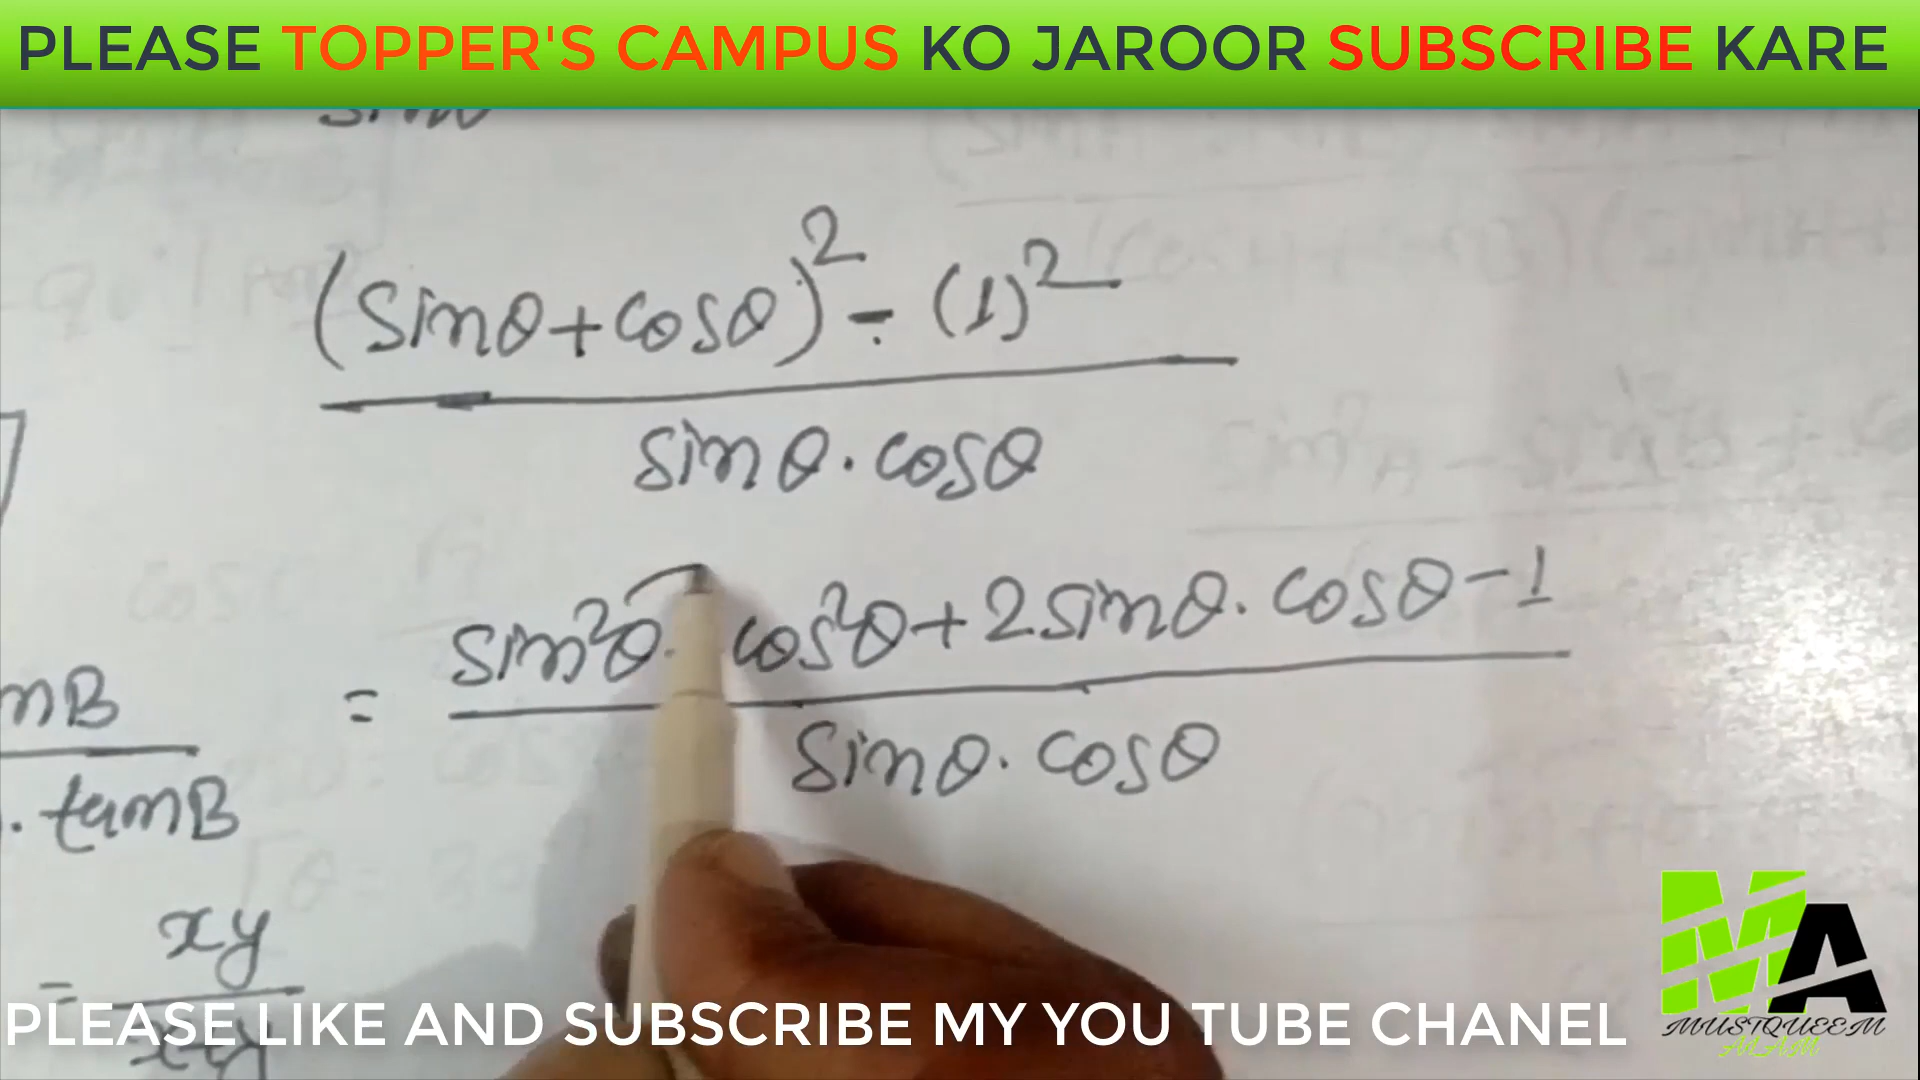 PLEASE TOPPER'S CAMPUS KO JAROOR SUBSCRIBE KARE
(sinθ+cosθ)² - (1)²
sinθ.cosθ
= sin²θ cos²θ+2sinθ.cosθ-1
sinθ.cosθ
nB
.tanB
= xy
PLEASE LIKE AND SUBSCRIBE MY YOU TUBE CHANEL
MA
MUSTQUEEM
ALAM